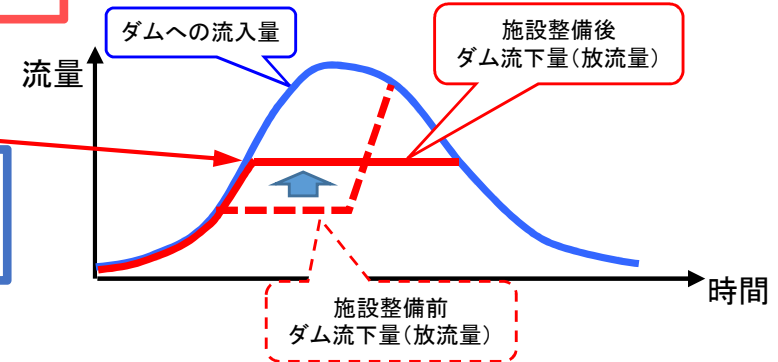 ダムへの流入量
施設整備後
ダム流下量(放流量)
流量
時間
施設整備前
ダム流下量(放流量)